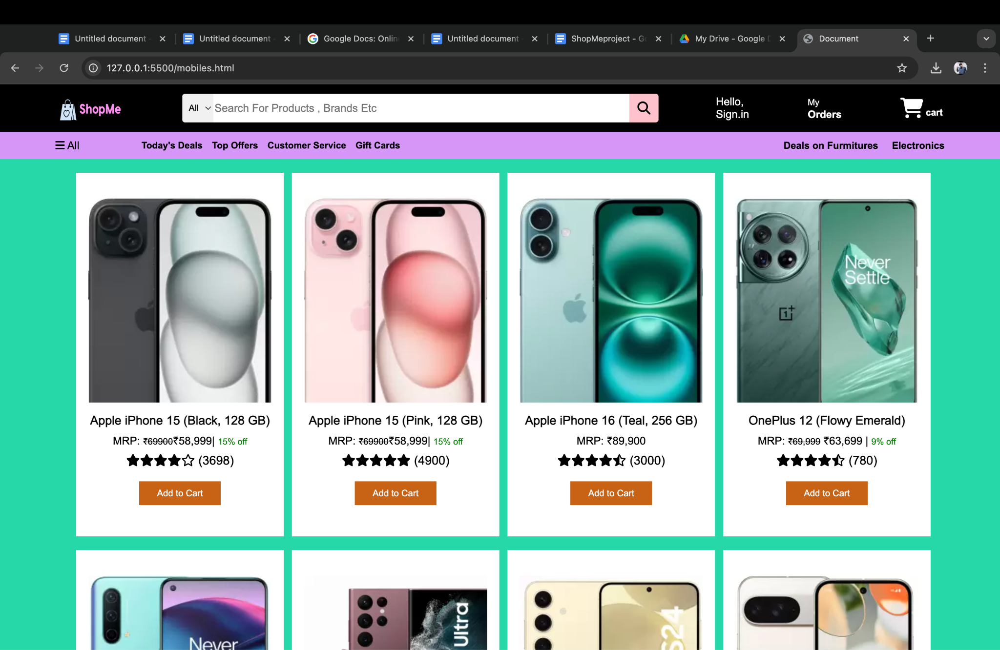 Untitled document
Untitled document
Google Docs: Onlin
Untitled document
ShopMeproject - Go
My Drive - Google D
Document
127.0.0.1:5500/mobiles.html
ShopMe
All
Search For Products , Brands Etc
Hello,
Sign.in
My
Orders
cart
All
Today's Deals
Top Offers
Customer Service
Gift Cards
Deals on Furmitures
Electronics
Never
Settle
Apple iPhone 15 (Black, 128 GB)
MRP: ₹69900₹58,999| 15% off
(3698)
Add to Cart
Apple iPhone 15 (Pink, 128 GB)
MRP: ₹69900₹58,999| 15% off
(4900)
Add to Cart
Apple iPhone 16 (Teal, 256 GB)
MRP: ₹89,900
(3000)
Add to Cart
OnePlus 12 (Flowy Emerald)
MRP: ₹69,999 ₹63,699 | 9% off
(780)
Add to Cart
Never
Ultra
S24